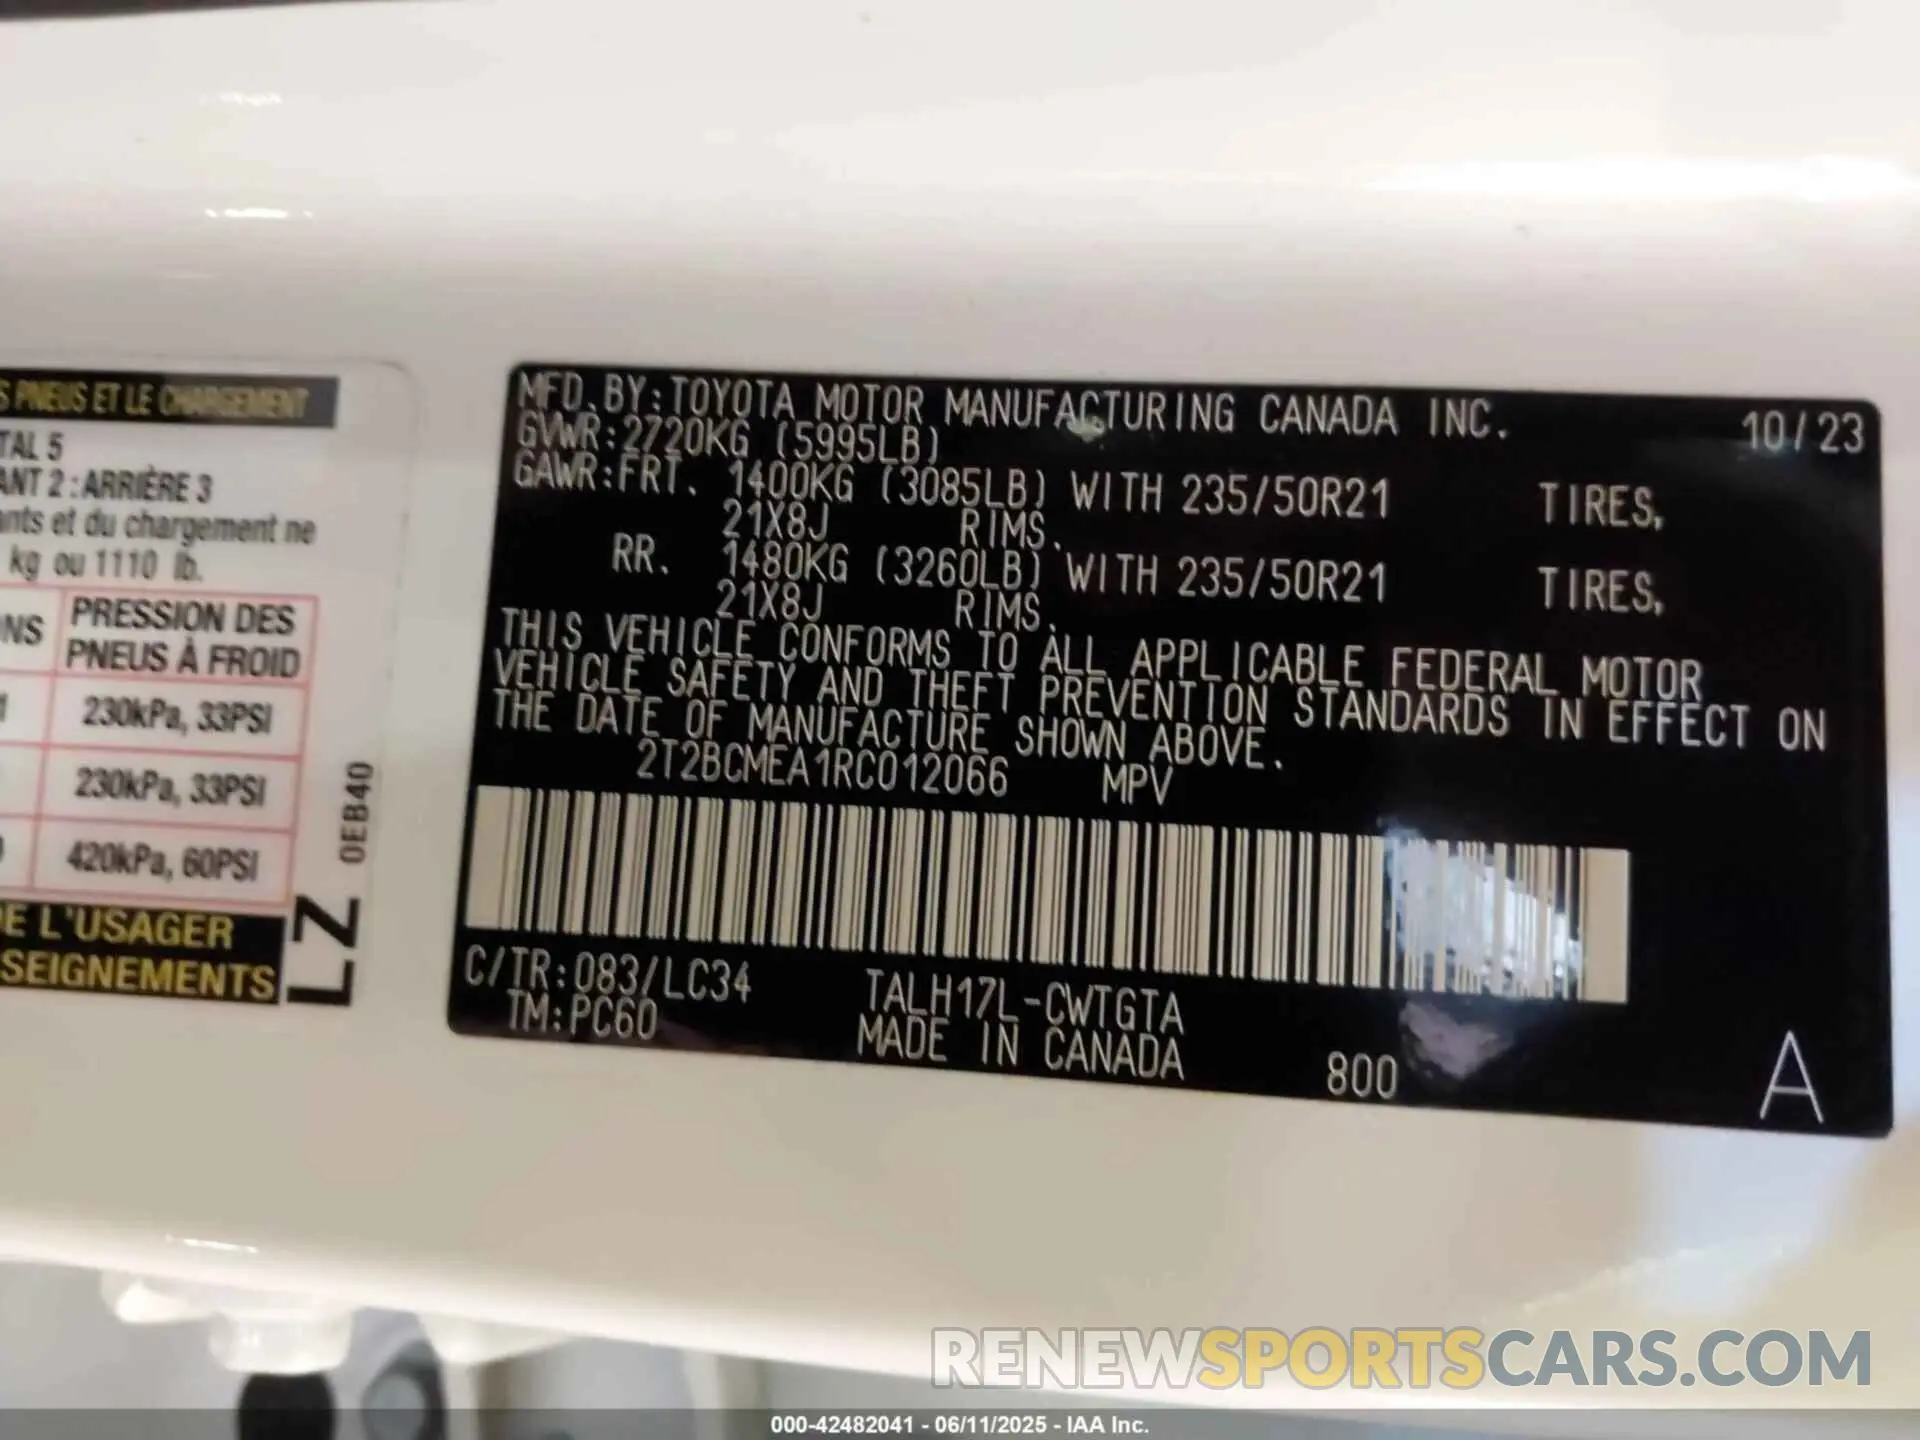 S PNEUS ET LE CHARGEMENT
TAL 5
ANT 2 : ARRIÈRE 3
ants et du chargement ne
kg ou 1110 lb.
NS PRESSION DES
PNEUS À FROID
230kPa, 33PSI
230kPa, 33PSI
420kPa, 60PSI
DE L'USAGER
SEIGNEMENTS
LZ 0EB40
MFD.BY:TOYOTA MOTOR MANUFACTURING CANADA INC. 10/23
GVWR:2720KG (5995LB)
GAWR:FRT. 1400KG (3085LB) WITH 235/50R21 TIRES,
21X8J RIMS.
RR. 1480KG (3260LB) WITH 235/50R21 TIRES,
21X8J RIMS.
THIS VEHICLE CONFORMS TO ALL APPLICABLE FEDERAL MOTOR
VEHICLE SAFETY AND THEFT PREVENTION STANDARDS IN EFFECT ON
THE DATE OF MANUFACTURE SHOWN ABOVE.
2T2BCMEA1RC012066 MPV
C/TR:083/LC34 TALH17L-CWTGTA
TM:PC60 MADE IN CANADA 800 A
RENEWSPORTSCARS.COM
000-42482041 - 06/11/2025 - IAA Inc.